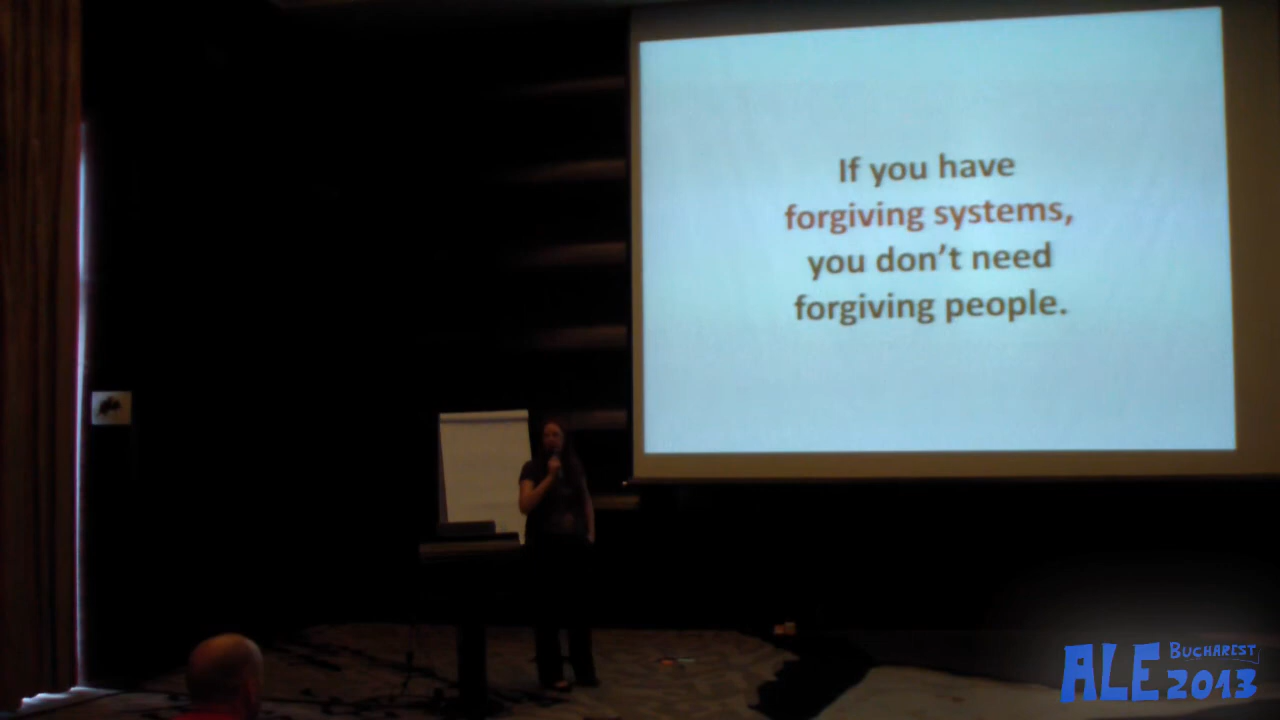 If you have
forgiving systems,
you don't need
forgiving people.
ALE BUCHAREST
2013